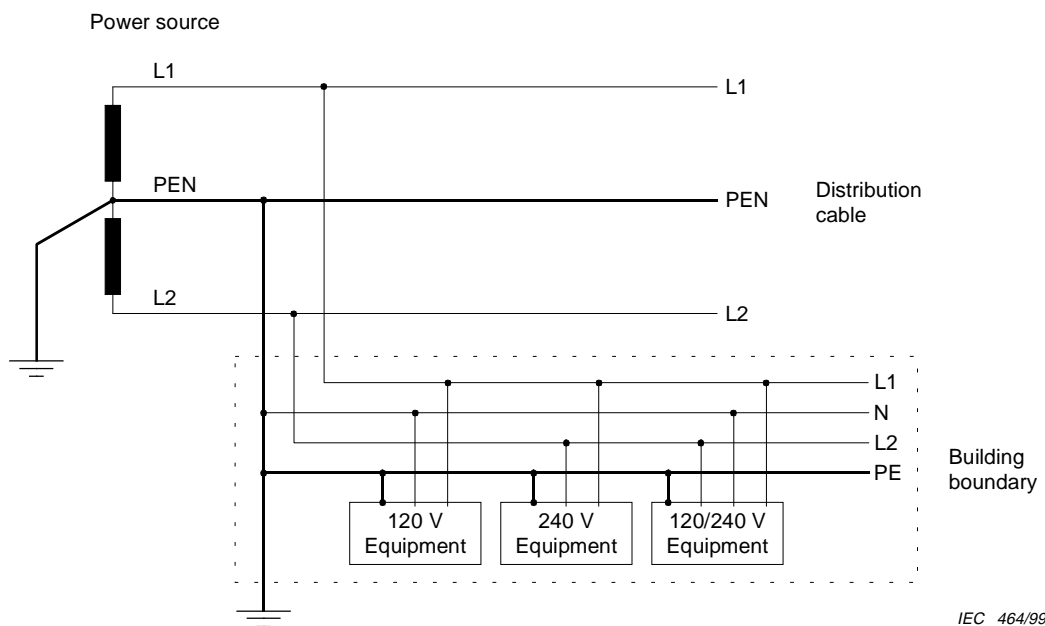 Power source
L1
L1
PEN
PEN
Distribution
cable
L2
L2
L1
N
L2
PE
Building
boundary
120 V
Equipment
240 V
Equipment
120/240 V
Equipment
IEC 464/99